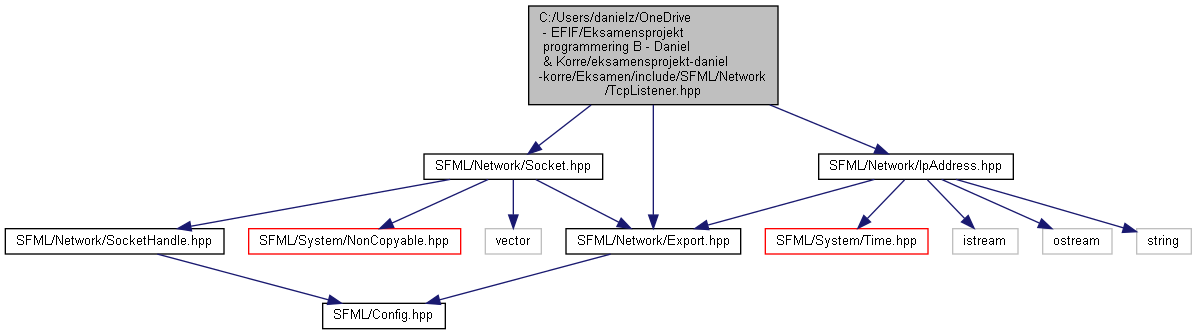 C:/Users/danielz/OneDrive
- EFIF/Eksamensprojekt
programmering B - Daniel
& Korre/eksamensprojekt-daniel
-korre/Eksamen/include/SFML/Network
/TcpListener.hpp
SFML/Network/Socket.hpp
SFML/Network/IpAddress.hpp
SFML/Network/SocketHandle.hpp
SFML/System/NonCopyable.hpp
vector
SFML/Network/Export.hpp
SFML/System/Time.hpp
istream
ostream
string
SFML/Config.hpp